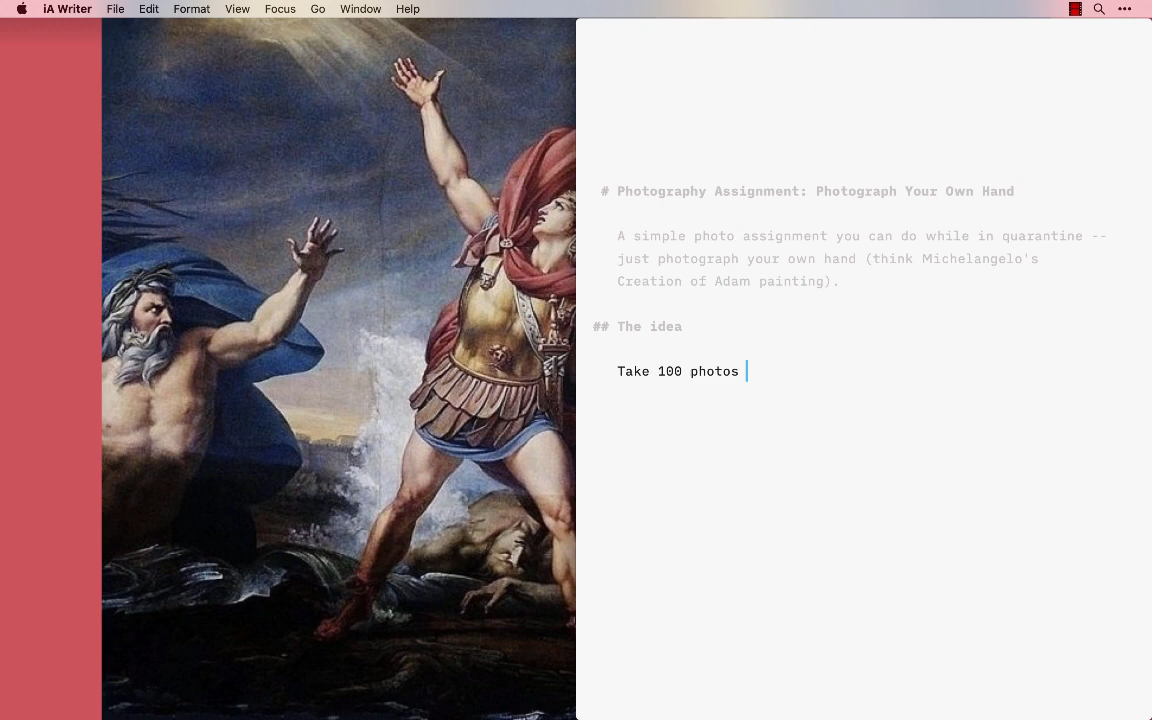 iA Writer File Edit Format View Focus Go Window Help
# Photography Assignment: Photograph Your Own Hand
A simple photo assignment you can do while in quarantine --
just photograph your own hand (think Michelangelo's
Creation of Adam painting).
## The idea
Take 100 photos